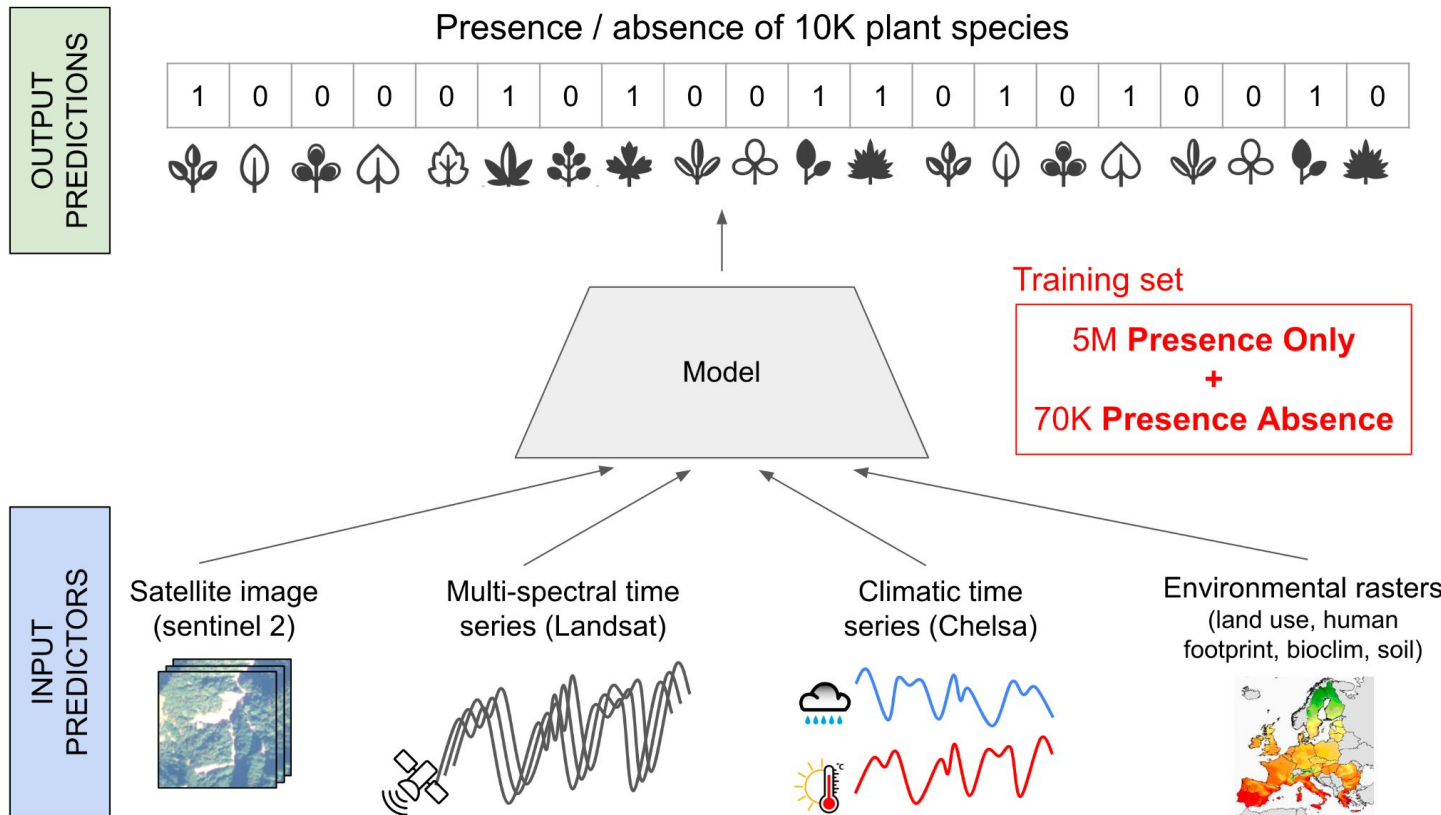 OUTPUT
PREDICTIONS
Presence / absence of 10K plant species
1 0 0 0 0 1 0 1 0 0 1 1 0 1 0 1 0 0 1 0
Training set
5M Presence Only
+
70K Presence Absence
Model
INPUT
PREDICTORS
Satellite image
(sentinel 2)
Multi-spectral time
series (Landsat)
Climatic time
series (Chelsa)
Environmental rasters
(land use, human
footprint, bioclim, soil)
°C